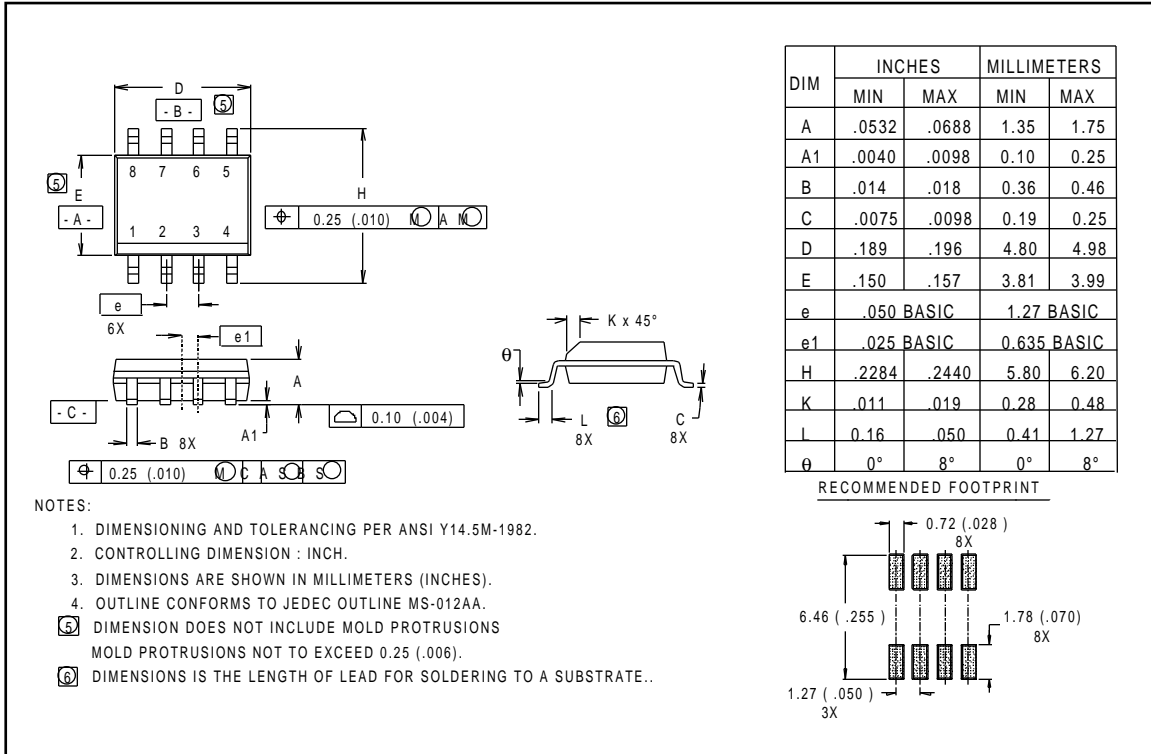 D
- B -
5
8 7 6 5
5
E
- A -
H
0.25 (.010) M A M
1 2 3 4
e
6X
e1
A
- C -
A1
B 8X
0.10 (.004)
0.25 (.010) M C A S B S
K x 45°
θ
L
8X
6
C
8X
DIM INCHES MILLIMETERS
MIN MAX MIN MAX
A .0532 .0688 1.35 1.75
A1 .0040 .0098 0.10 0.25
B .014 .018 0.36 0.46
C .0075 .0098 0.19 0.25
D .189 .196 4.80 4.98
E .150 .157 3.81 3.99
e .050 BASIC 1.27 BASIC
e1 .025 BASIC 0.635 BASIC
H .2284 .2440 5.80 6.20
K .011 .019 0.28 0.48
L 0.16 .050 0.41 1.27
θ 0° 8° 0° 8°
NOTES:
1. DIMENSIONING AND TOLERANCING PER ANSI Y14.5M-1982.
2. CONTROLLING DIMENSION : INCH.
3. DIMENSIONS ARE SHOWN IN MILLIMETERS (INCHES).
4. OUTLINE CONFORMS TO JEDEC OUTLINE MS-012AA.
5 DIMENSION DOES NOT INCLUDE MOLD PROTRUSIONS
MOLD PROTRUSIONS NOT TO EXCEED 0.25 (.006).
6 DIMENSIONS IS THE LENGTH OF LEAD FOR SOLDERING TO A SUBSTRATE..
RECOMMENDED FOOTPRINT
0.72 (.028 )
8X
6.46 ( .255 )
1.78 (.070)
8X
1.27 ( .050 )
3X